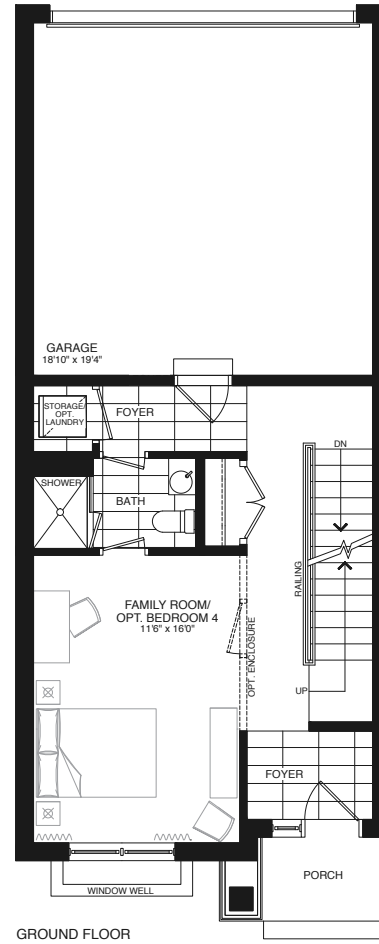 GARAGE
18'10" x 19'4"
STORAGE/
OPT.
LAUNDRY
FOYER
DN
SHOWER
BATH
RAILING
FAMILY ROOM/
OPT. BEDROOM 4
11'6" x 16'0"
OPT. ENCLOSURE
UP
FOYER
PORCH
WINDOW WELL
GROUND FLOOR